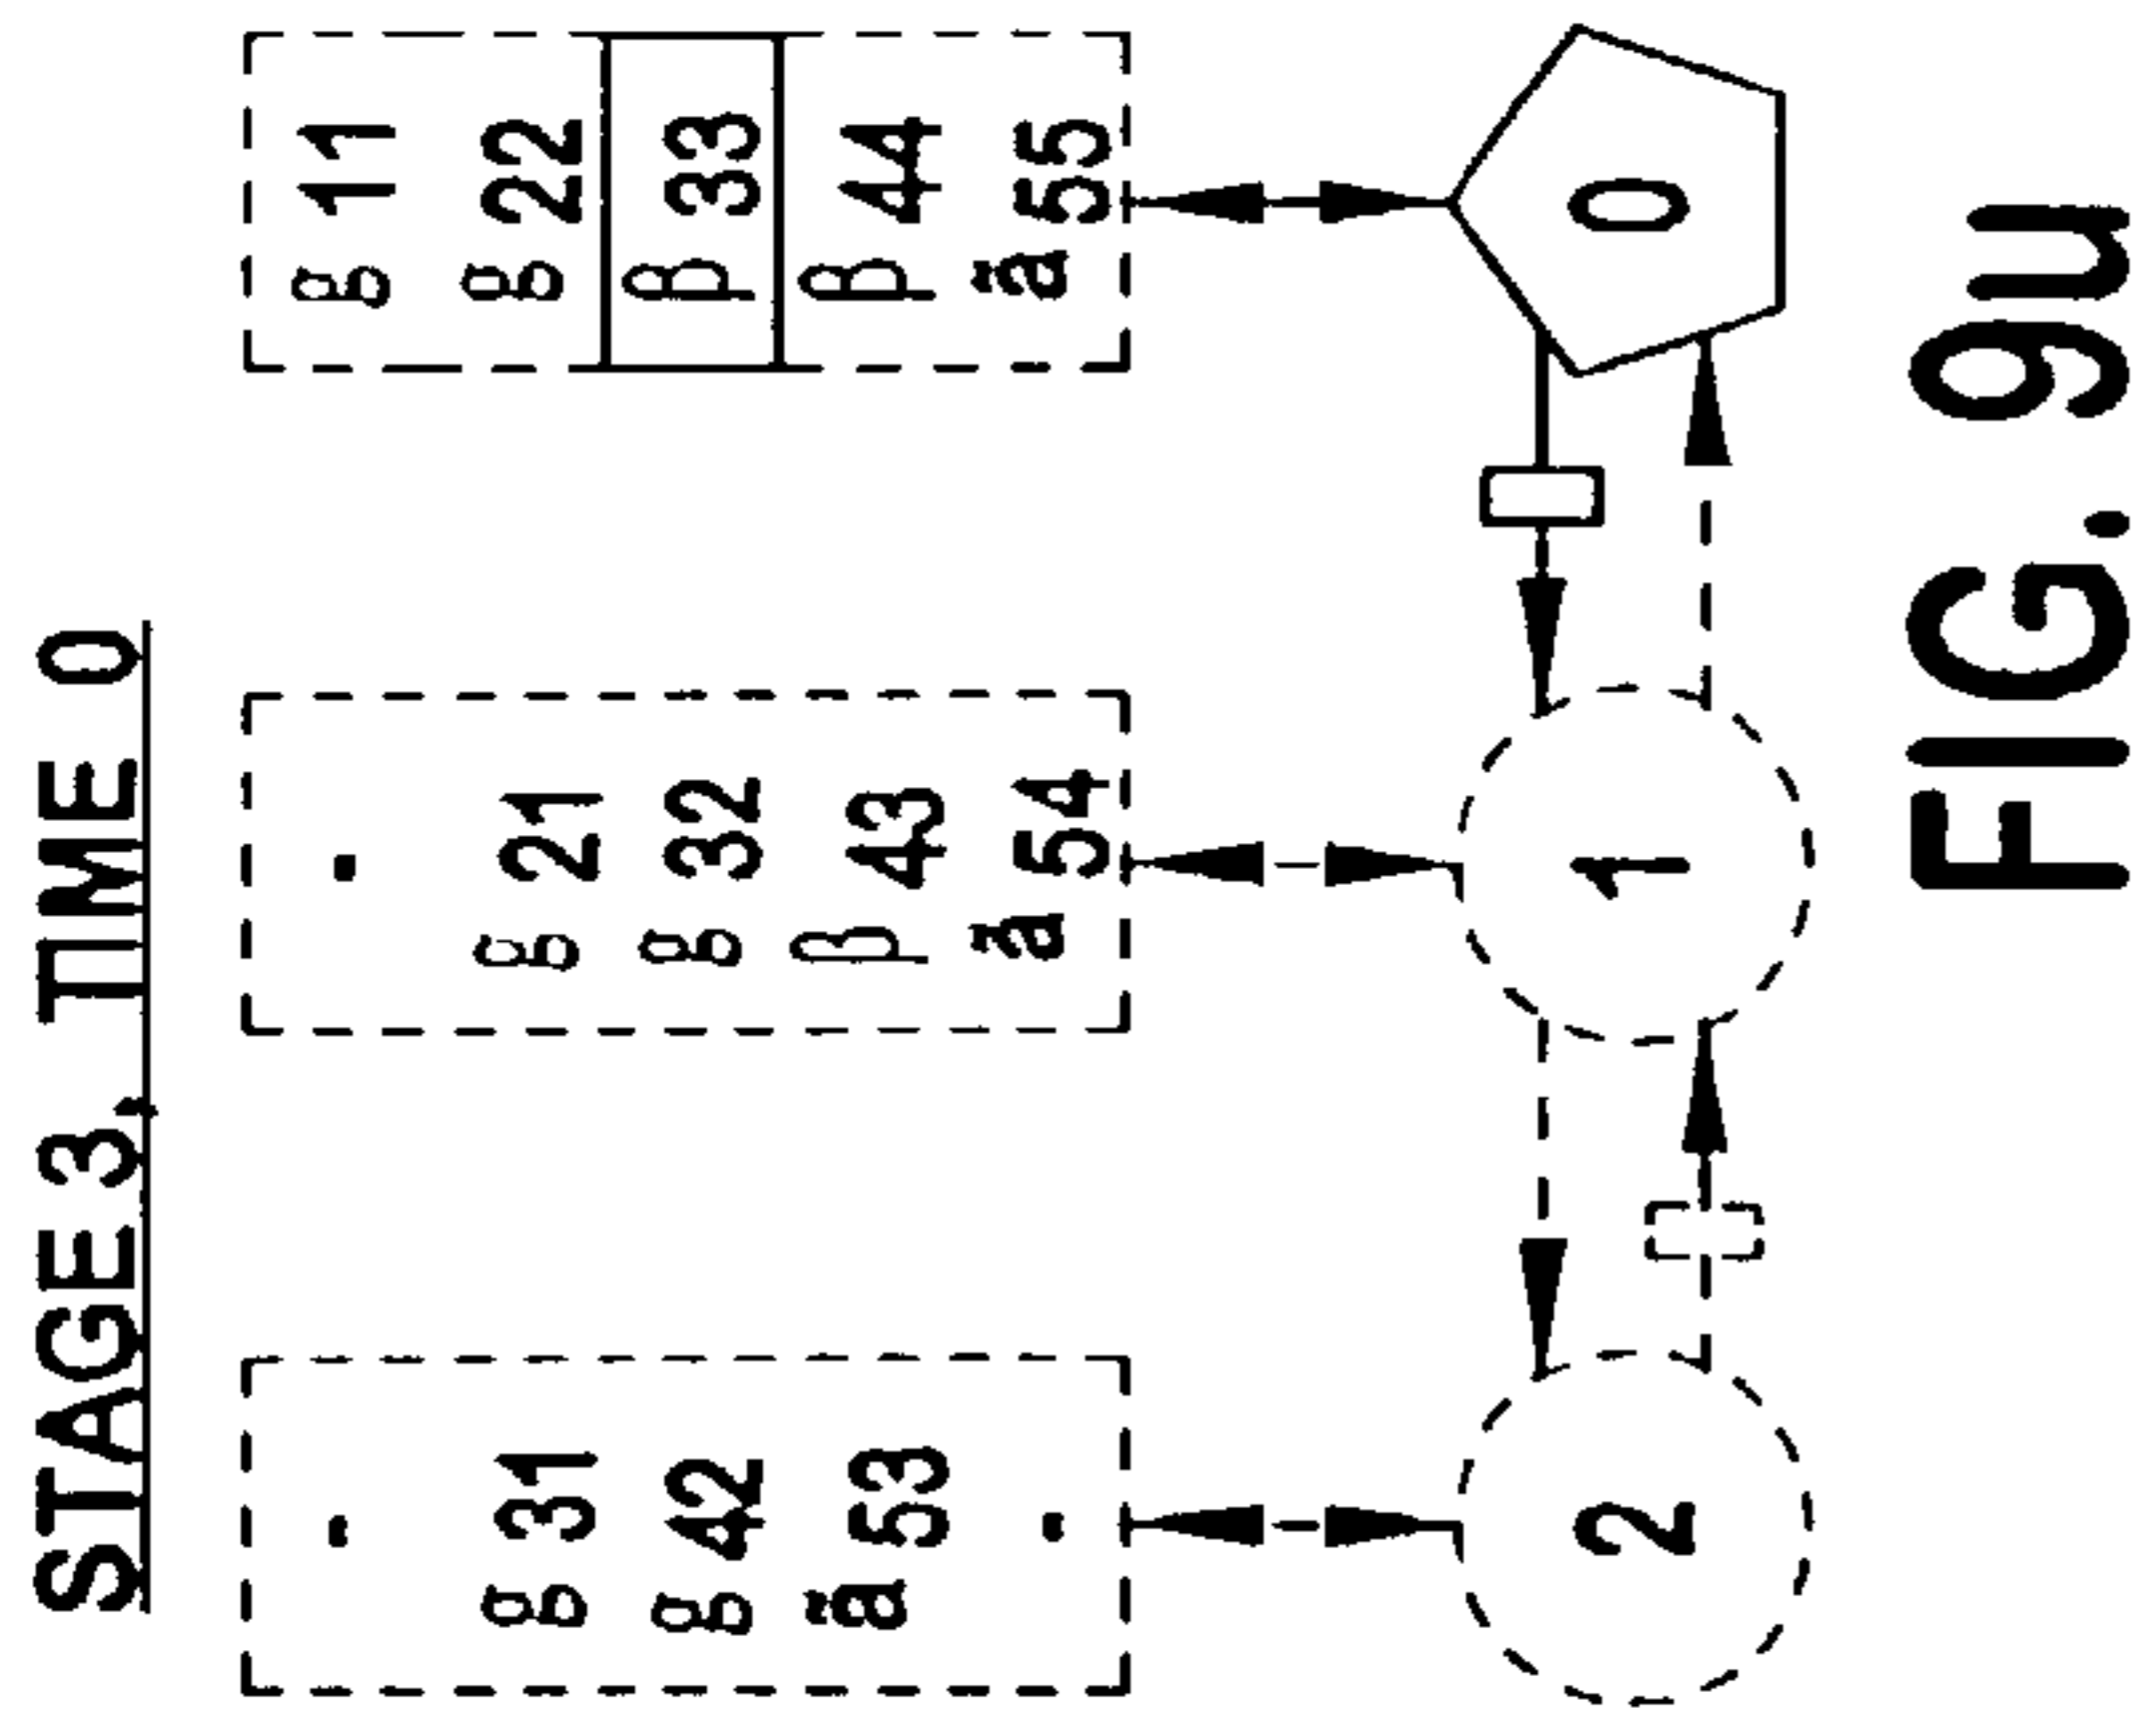 STAGE 3, TIME 0
. . g 11
g 31 g 21 g 22
g 42 g 32 β 33
ã 53 β 43 β 44
. ã 54 ã 55
2 1 0
FIG. 9u